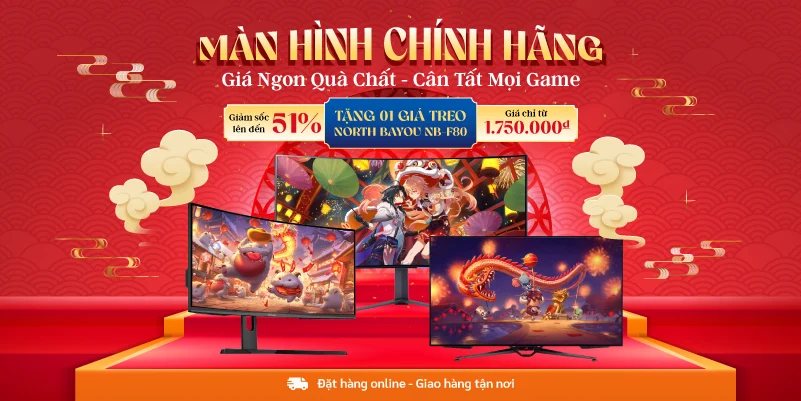 MÀN HÌNH CHÍNH HÃNG
Giá Ngon Quà Chất - Cân Tất Mọi Game
Giảm sốc
lên đến
51%
TẶNG 01 GIÁ TREO
NORTH BAYOU NB-F80
Giá chỉ từ
1.750.000đ
Đặt hàng online - Giao hàng tận nơi